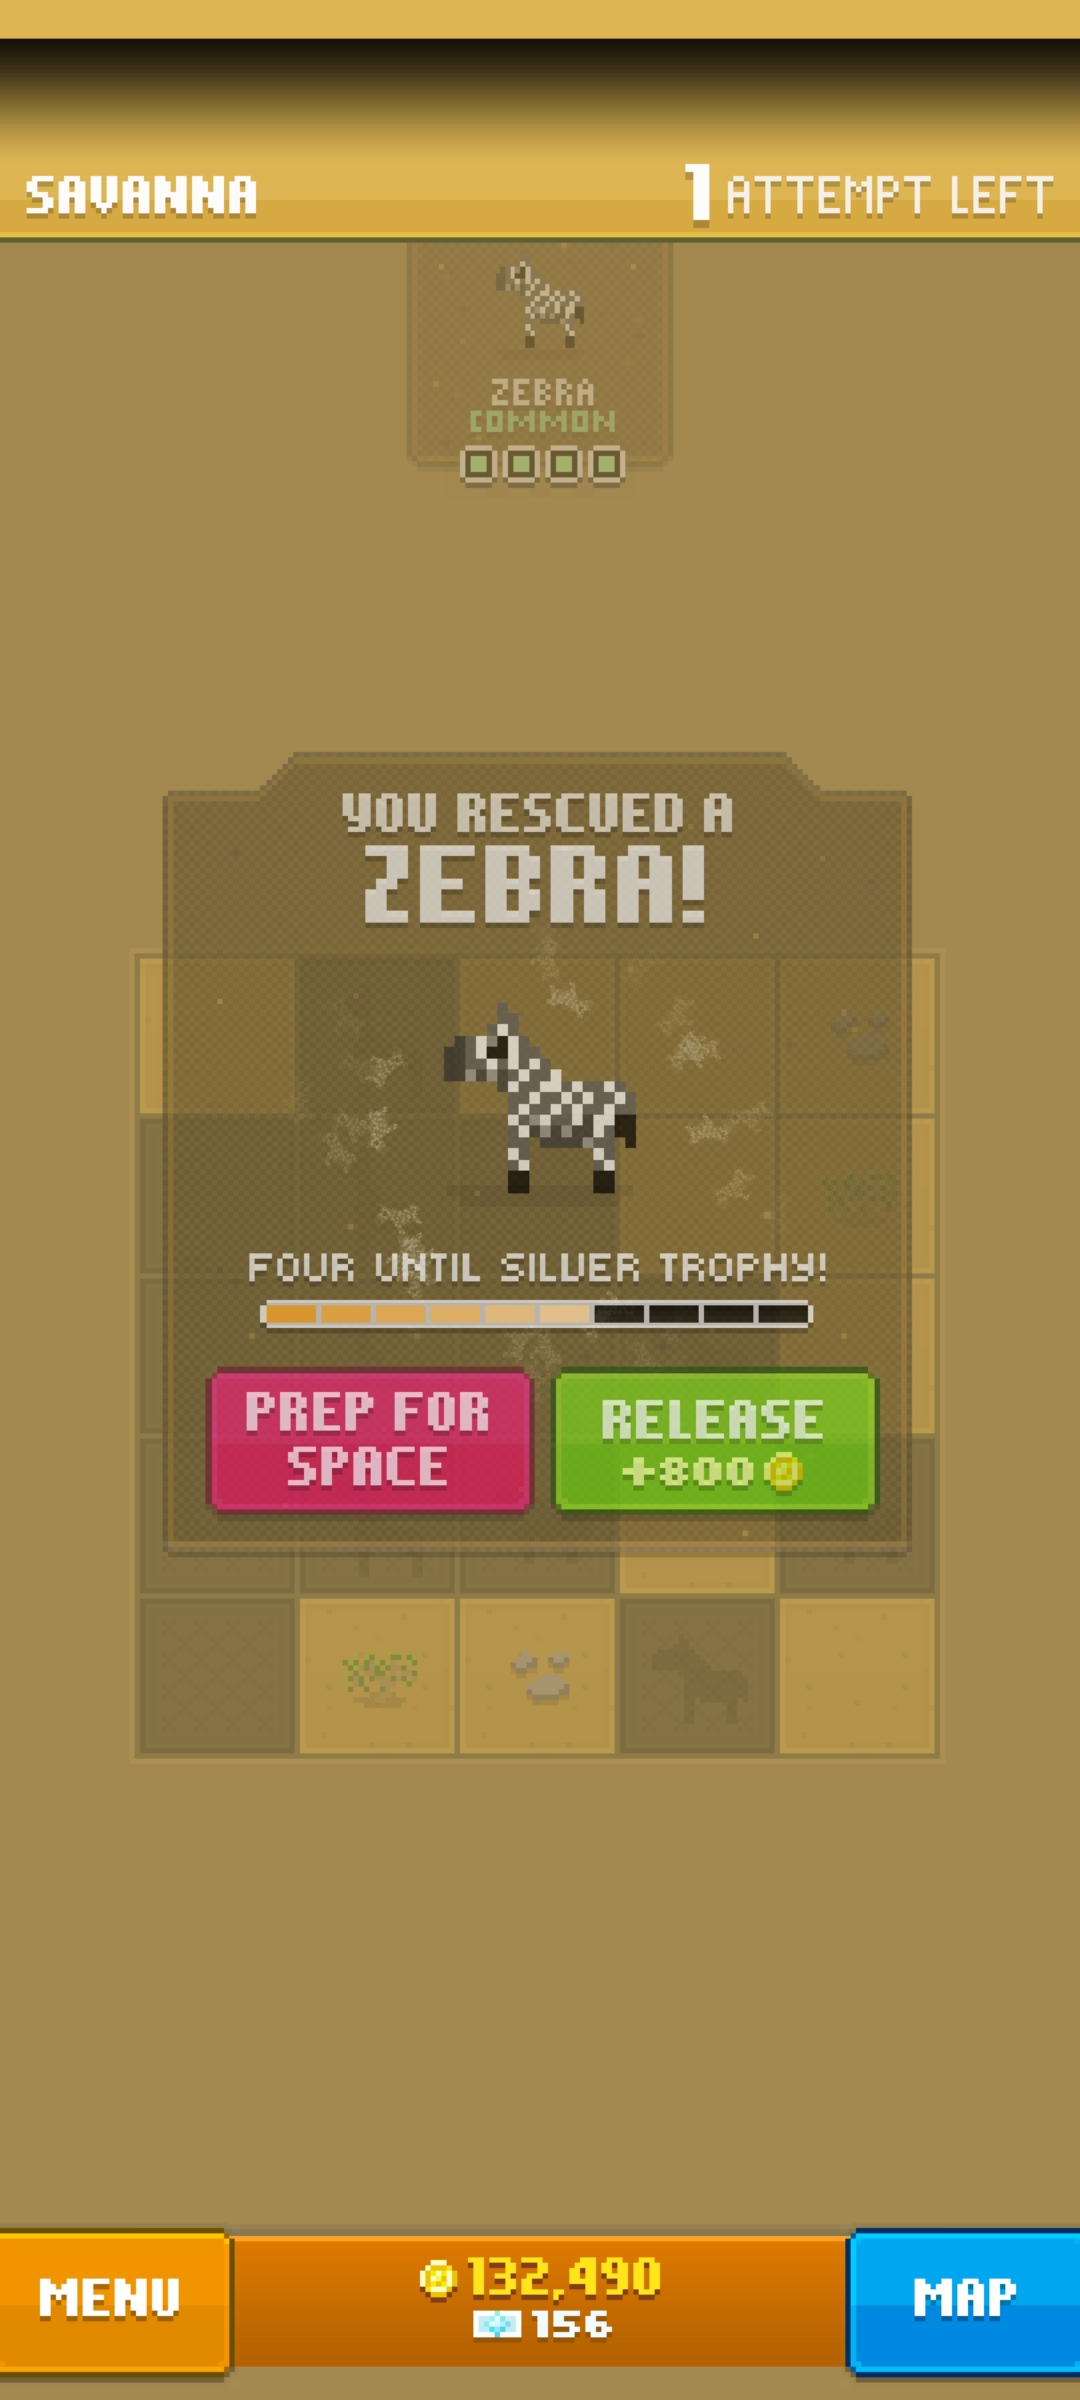 SAVANNA
1 ATTEMPT LEFT
ZEBRA
COMMON
YOU RESCUED A
ZEBRA!
FOUR UNTIL SILVER TROPHY!
PREP FOR
SPACE
RELEASE
+800
MENU
132,490
156
MAP